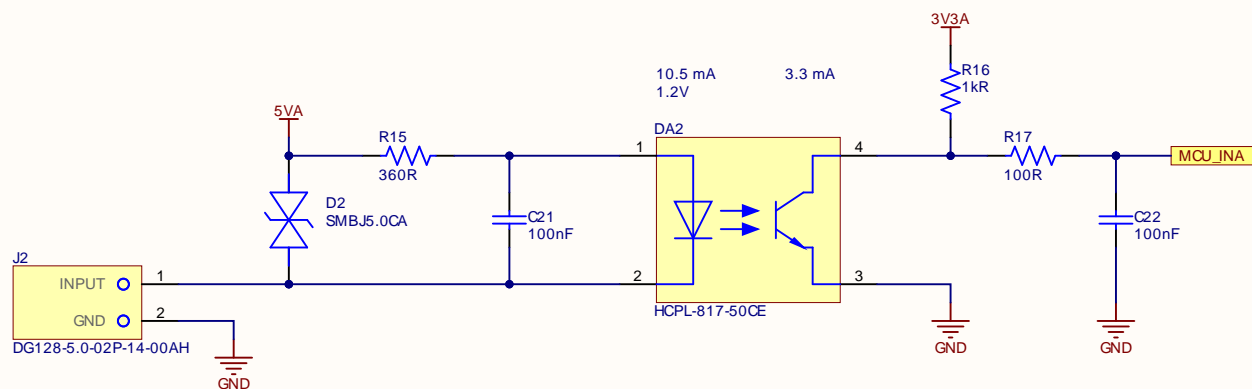 3V3A
10.5 mA
3.3 mA
1.2V
R16
1kR
5VA
R15
360R
DA2
1
4
R17
100R
MCU_INA
D2
SMBJ5.0CA
C21
100nF
C22
100nF
J2
INPUT
1
2
3
GND
2
HCPL-817-50CE
DG128-5.0-02P-14-00AH
GND
GND
GND